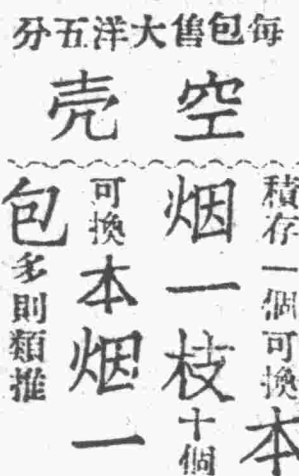 每包售大洋五分
空壳
積存一個可換本
烟一枝十個
可換本烟一
包多則類推